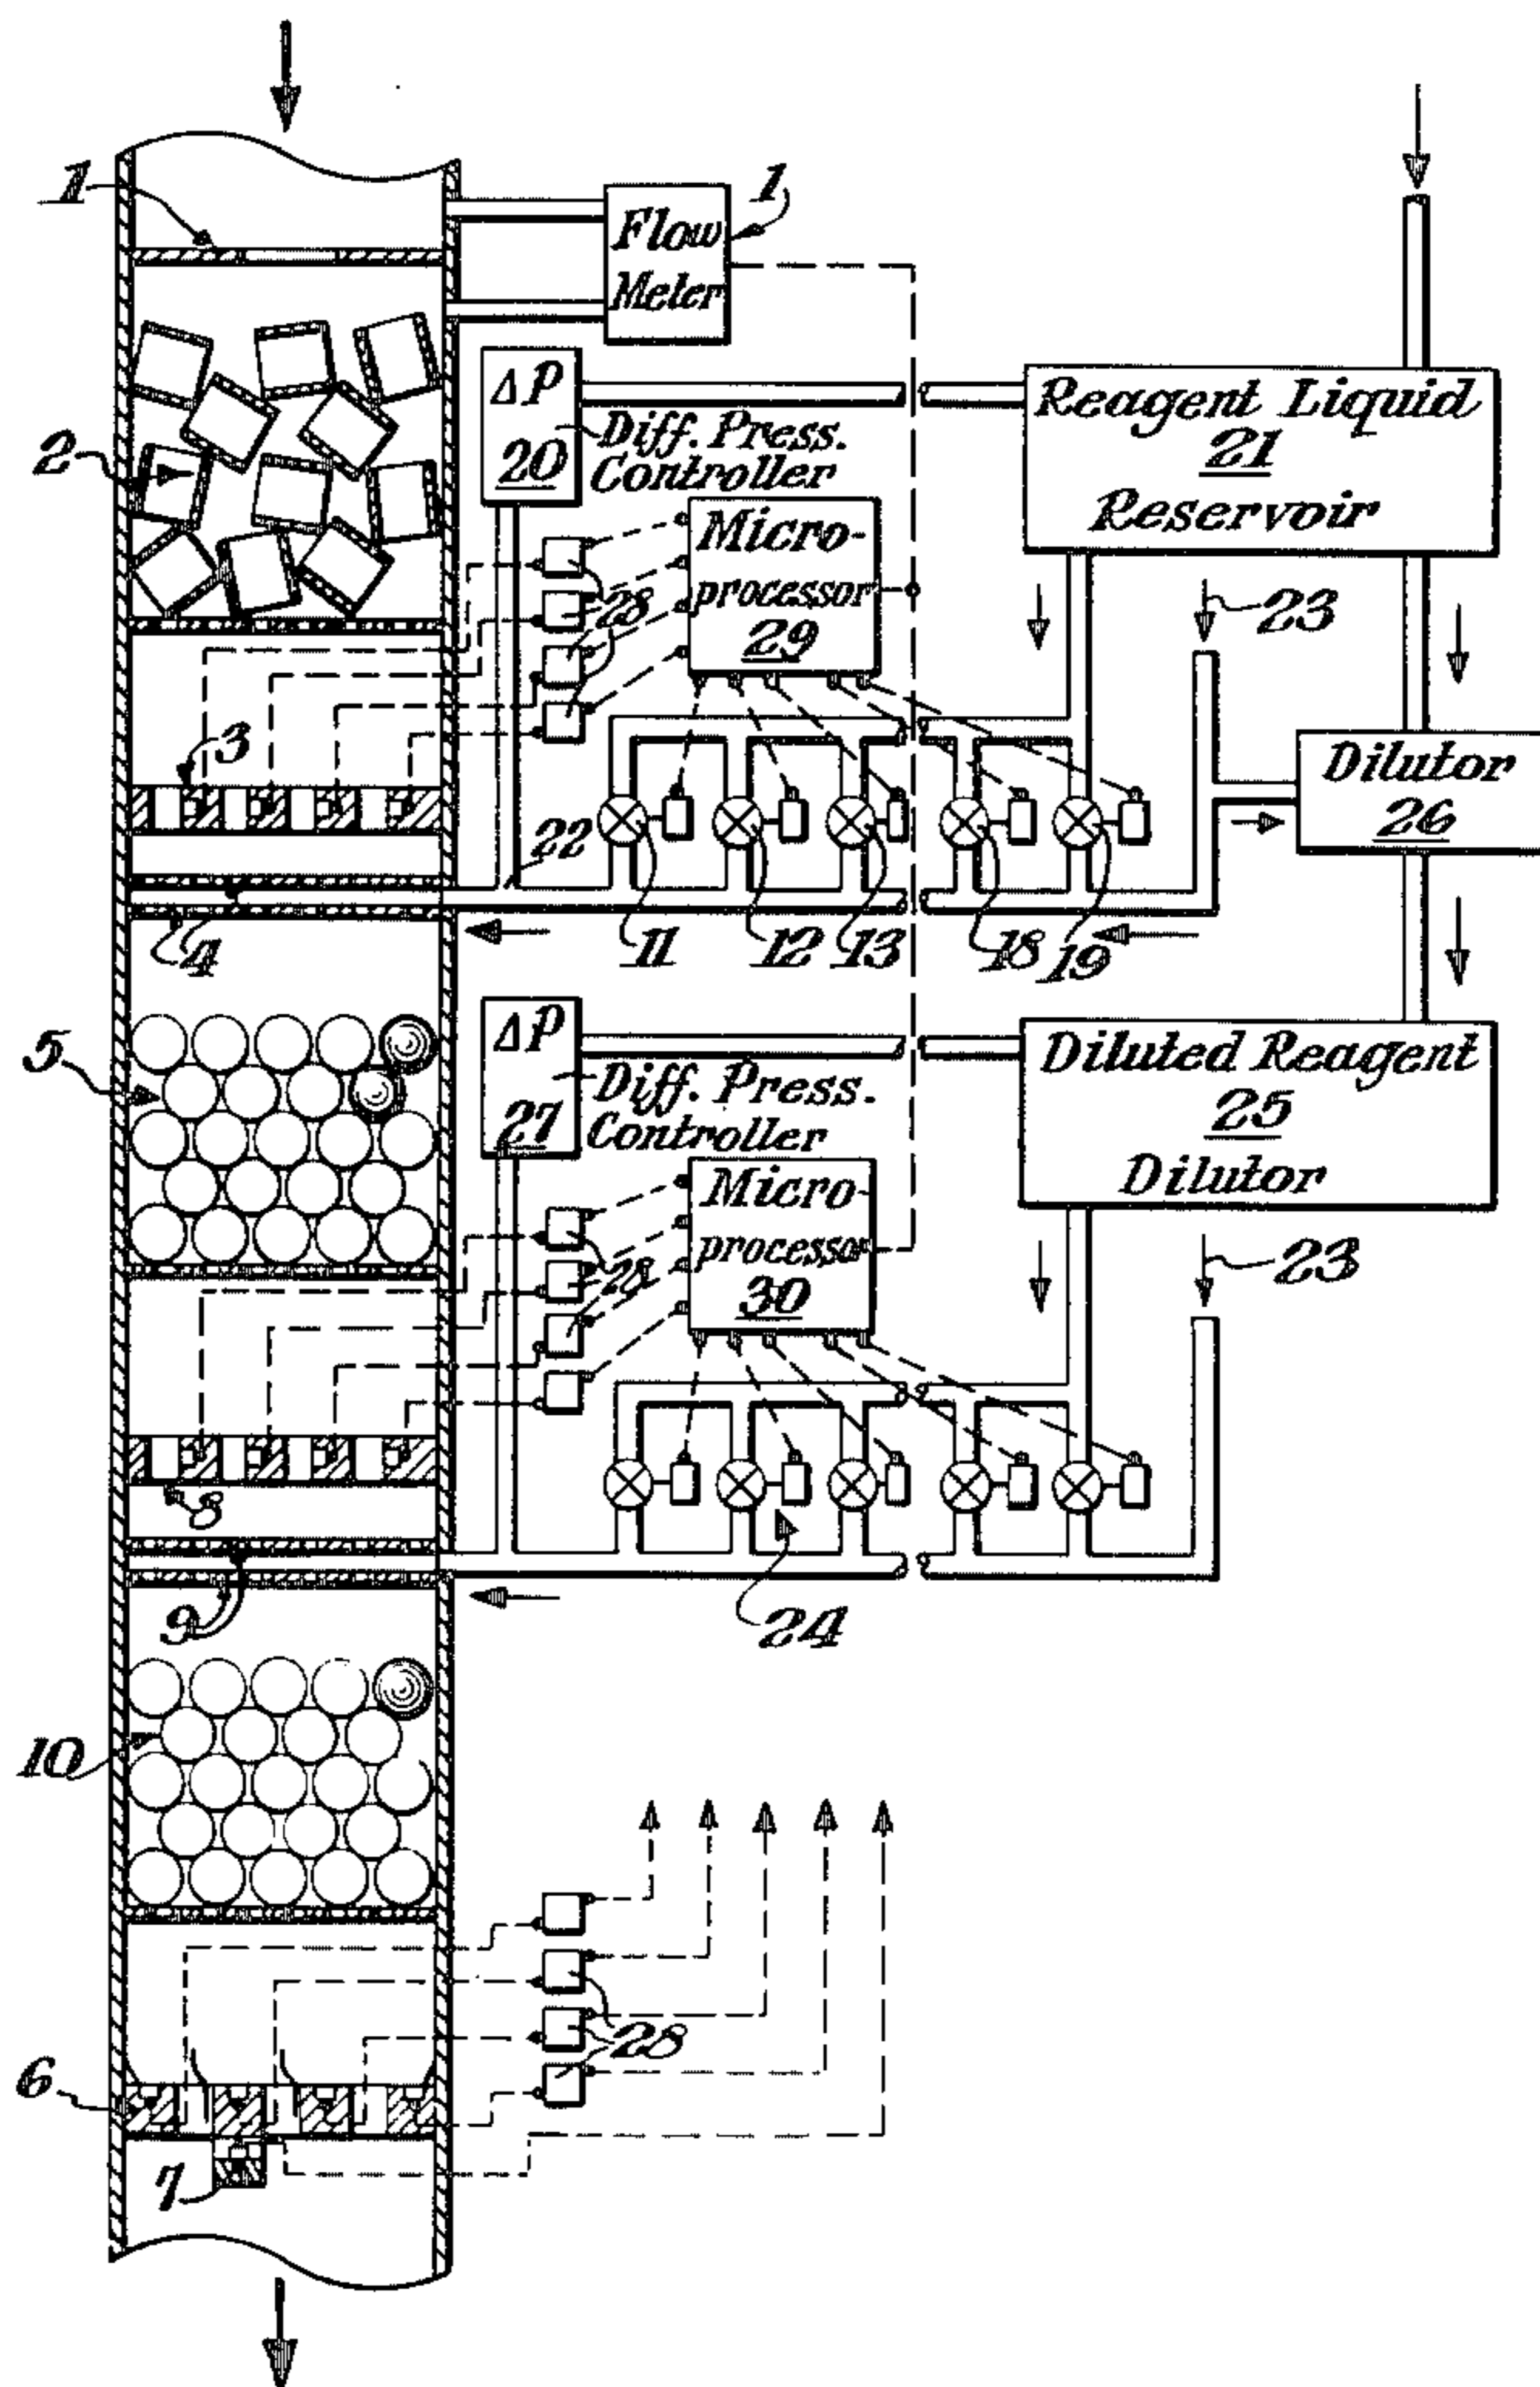 1
Flow
Meter
1
2
ΔP
20
Diff. Press.
Controller
Reagent Liquid
21
Reservoir
Micro-
processor
29
28
23
3
Dilutor
26
22
4
11
12
13
18
19
5
ΔP
27
Diff. Press.
Controller
Diluted Reagent
25
Dilutor
Micro-
processor
30
28
23
8
9
24
10
28
6
7